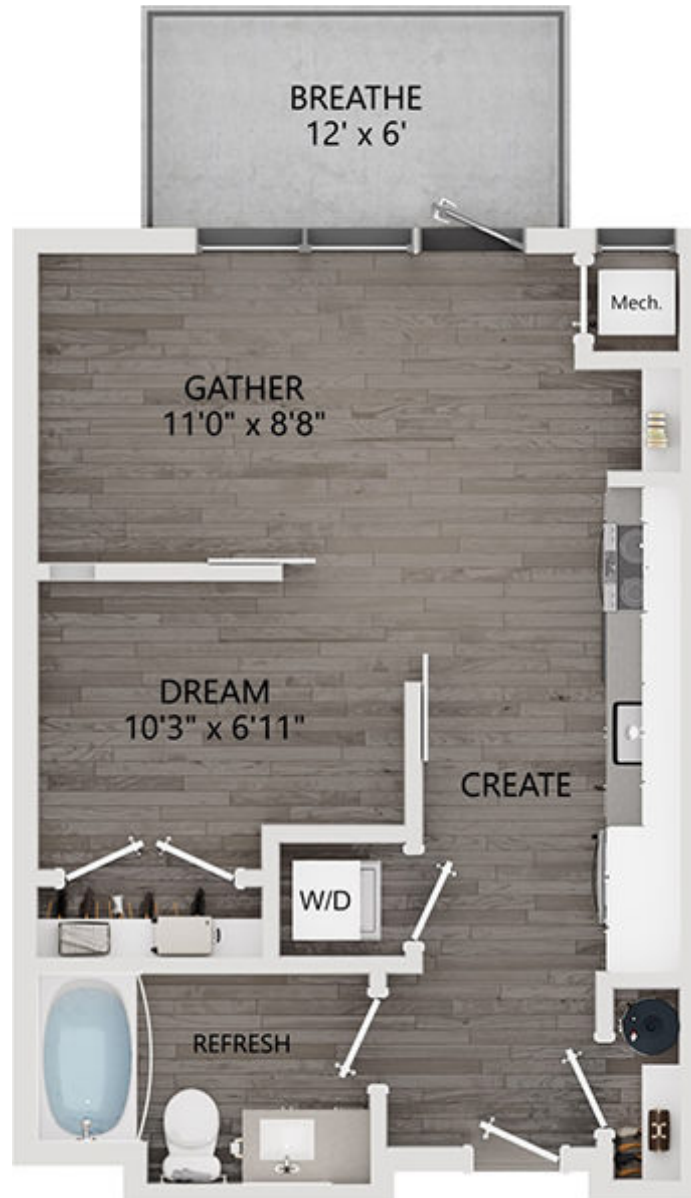 BREATHE
12' x 6'
Mech.
GATHER
11'0" x 8'8"
DREAM
10'3" x 6'11"
CREATE
W/D
REFRESH